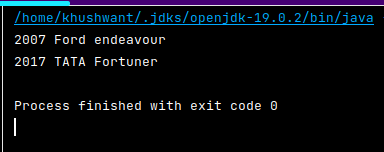 /home/khushwant/.jdks/openjdk-19.0.2/bin/java
2007 Ford endeavour
2017 TATA Fortuner
Process finished with exit code 0